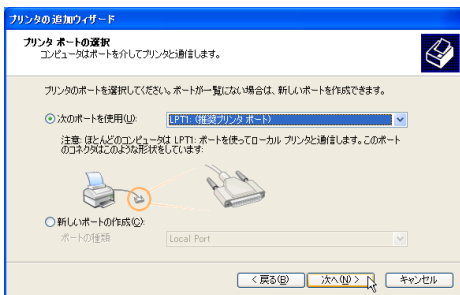 プリンタの追加ウィザード
プリンタ ポートの選択
コンピュータはポートを介してプリンタと通信します。
プリンタのポートを選択してください。ポートが一覧にない場合は、新しいポートを作成できます。
次のポートを使用(U):
LPT1: (推奨プリンタ ポート)
注意: ほとんどのコンピュータは LPT1: ポートを使ってローカル プリンタと通信します。このポート
のコネクタはこのような形状をしています:
新しいポートの作成(C):
ポートの種類
Local Port
< 戻る(B)
次へ(N) >
キャンセル